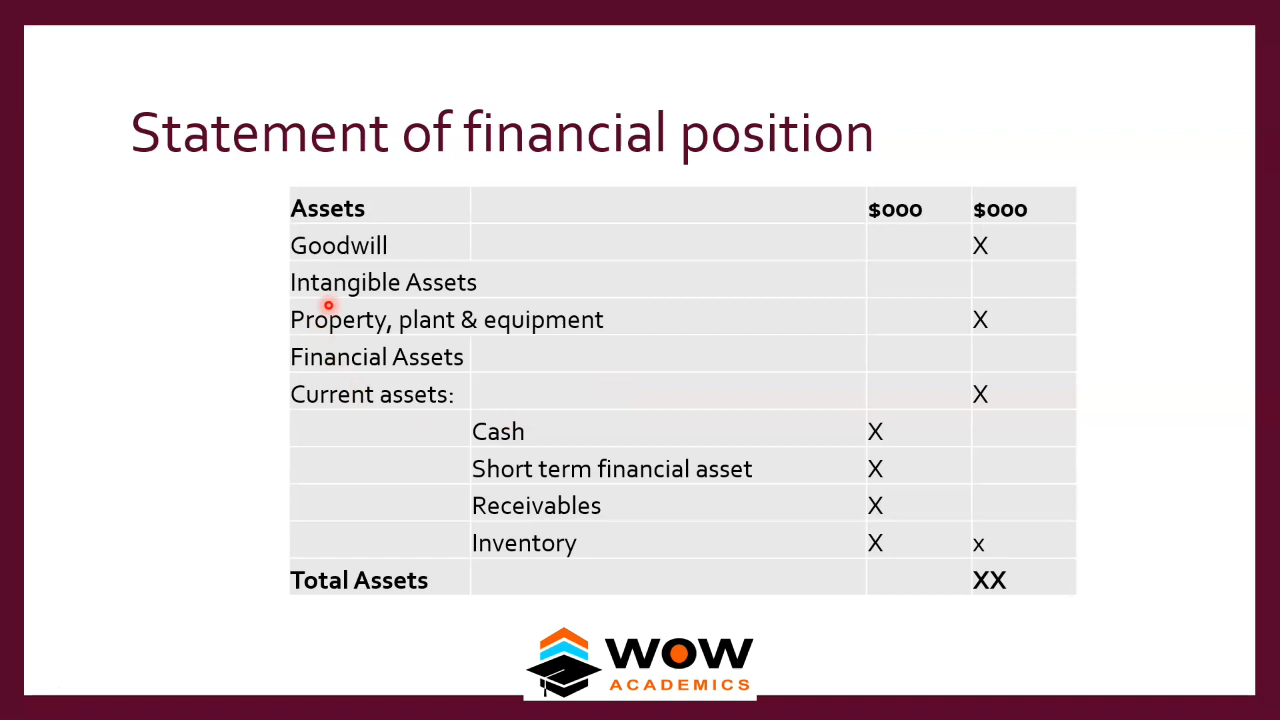 Statement of financial position
Assets $000 $000
Goodwill X
Intangible Assets
Property, plant & equipment X
Financial Assets
Current assets: X
Cash X
Short term financial asset X
Receivables X
Inventory X x
Total Assets XX
WOW
ACADEMICS